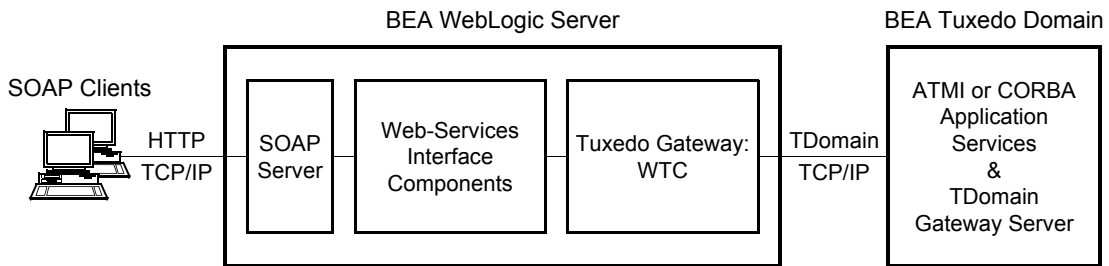 BEA WebLogic Server
BEA Tuxedo Domain
SOAP Clients
HTTP
TCP/IP
SOAP
Server
Web-Services
Interface
Components
Tuxedo Gateway:
WTC
TDomain
TCP/IP
ATMI or CORBA
Application
Services
&
TDomain
Gateway Server